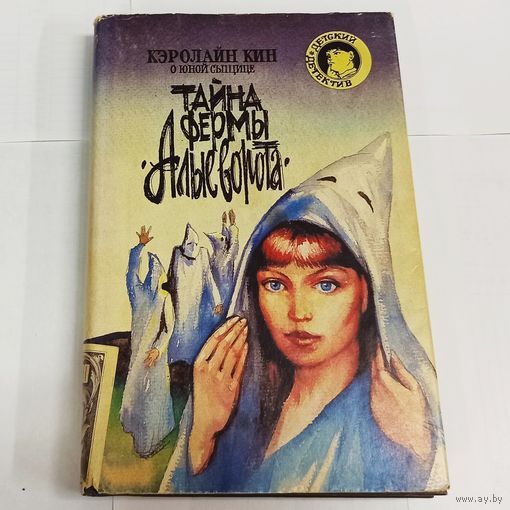 КЭРОЛАЙН КИН
О ЮНОЙ СЫЩИЦЕ
ТАЙНА
ФЕРМЫ
"Алые ворота"
ДЕТСКИЙ
ДЕТЕКТИВ
www.ay.by